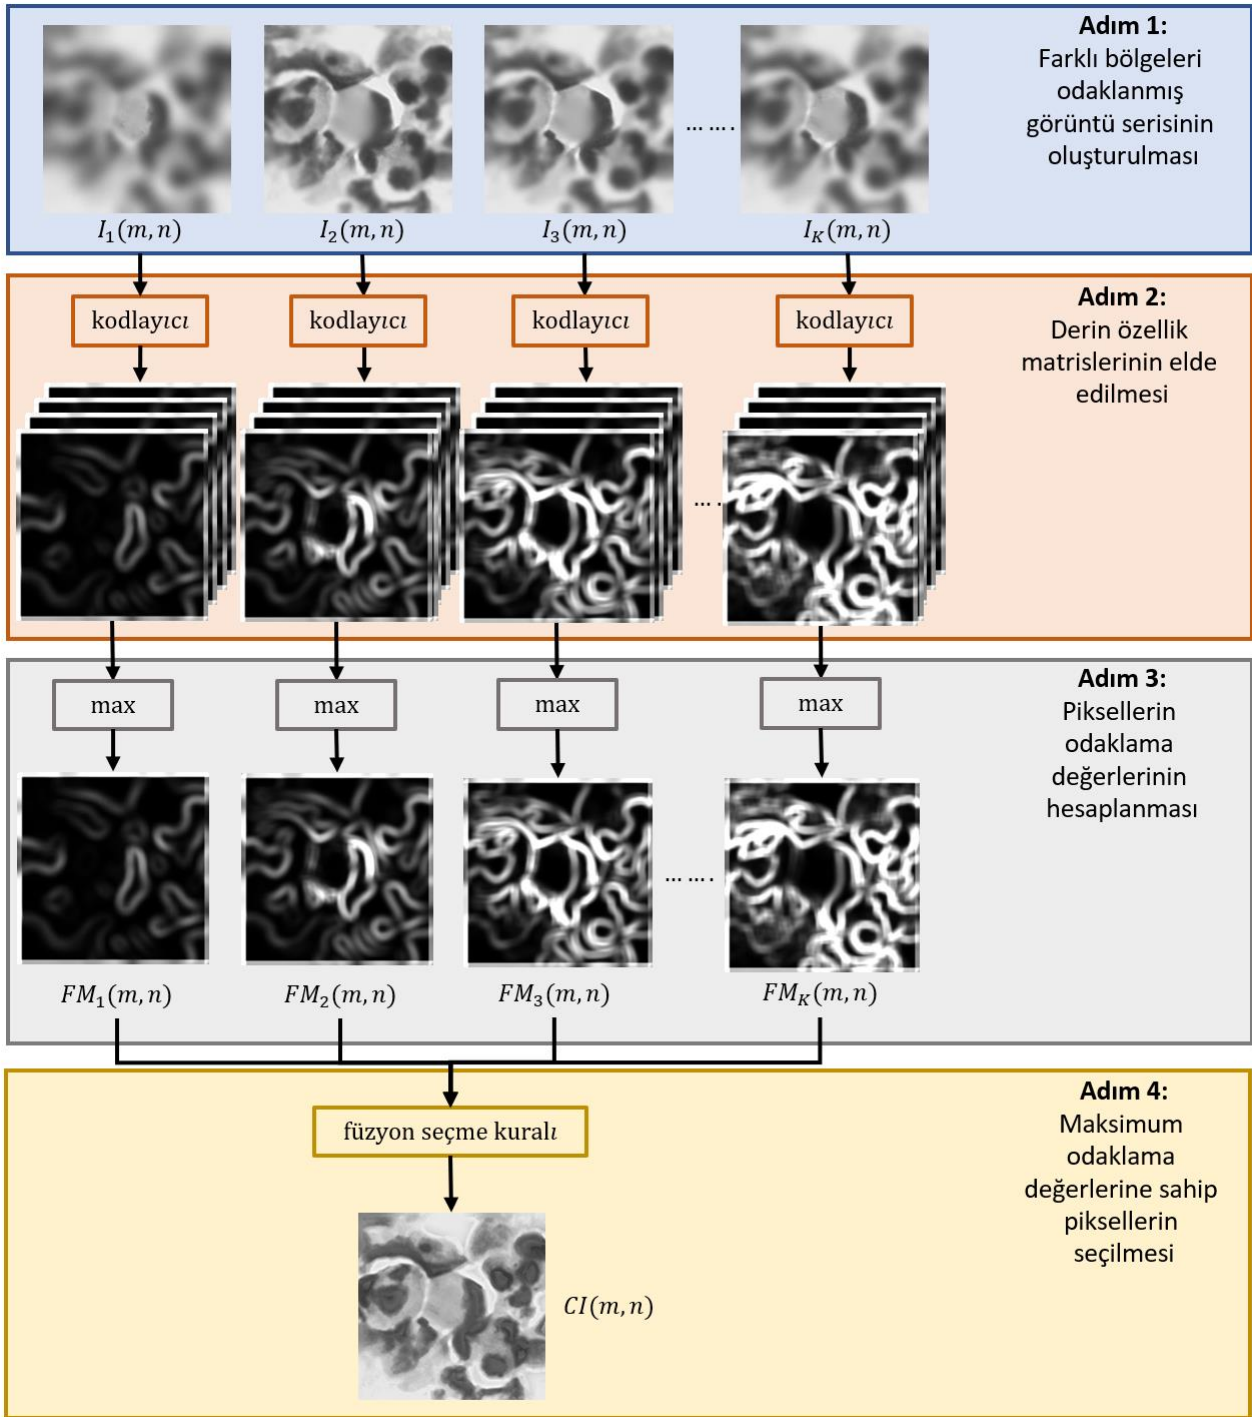 Adım 1:
Farklı bölgeleri
odaklanmış
görüntü serisinin
oluşturulması
... ... .
I₁(m, n)
I₂(m, n)
I₃(m, n)
I_K(m, n)
Adım 2:
Derin özellik
matrislerinin elde
edilmesi
kodlayıcı
kodlayıcı
kodlayıcı
kodlayıcı
... .
Adım 3:
Piksellerin
odaklama
değerlerinin
hesaplanması
max
max
max
max
... ... .
FM₁(m, n)
FM₂(m, n)
FM₃(m, n)
FM_K(m, n)
Adım 4:
Maksimum
odaklama
değerlerine sahip
piksellerin
seçilmesi
füzyon seçme kuralı
CI(m, n)